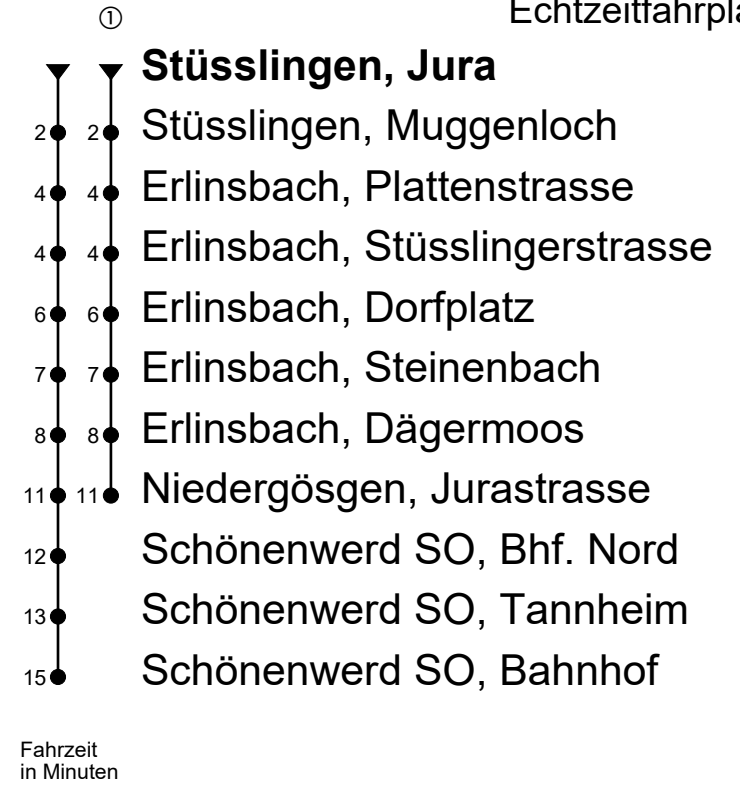 ①
Echtzeitfahrpla
Stüsslingen, Jura
2 2 Stüsslingen, Muggenloch
4 4 Erlinsbach, Plattenstrasse
4 4 Erlinsbach, Stüsslingerstrasse
6 6 Erlinsbach, Dorfplatz
7 7 Erlinsbach, Steinenbach
8 8 Erlinsbach, Dägermoos
11 11 Niedergösgen, Jurastrasse
12 Schönenwerd SO, Bhf. Nord
13 Schönenwerd SO, Tannheim
15 Schönenwerd SO, Bahnhof
Fahrzeit
in Minuten